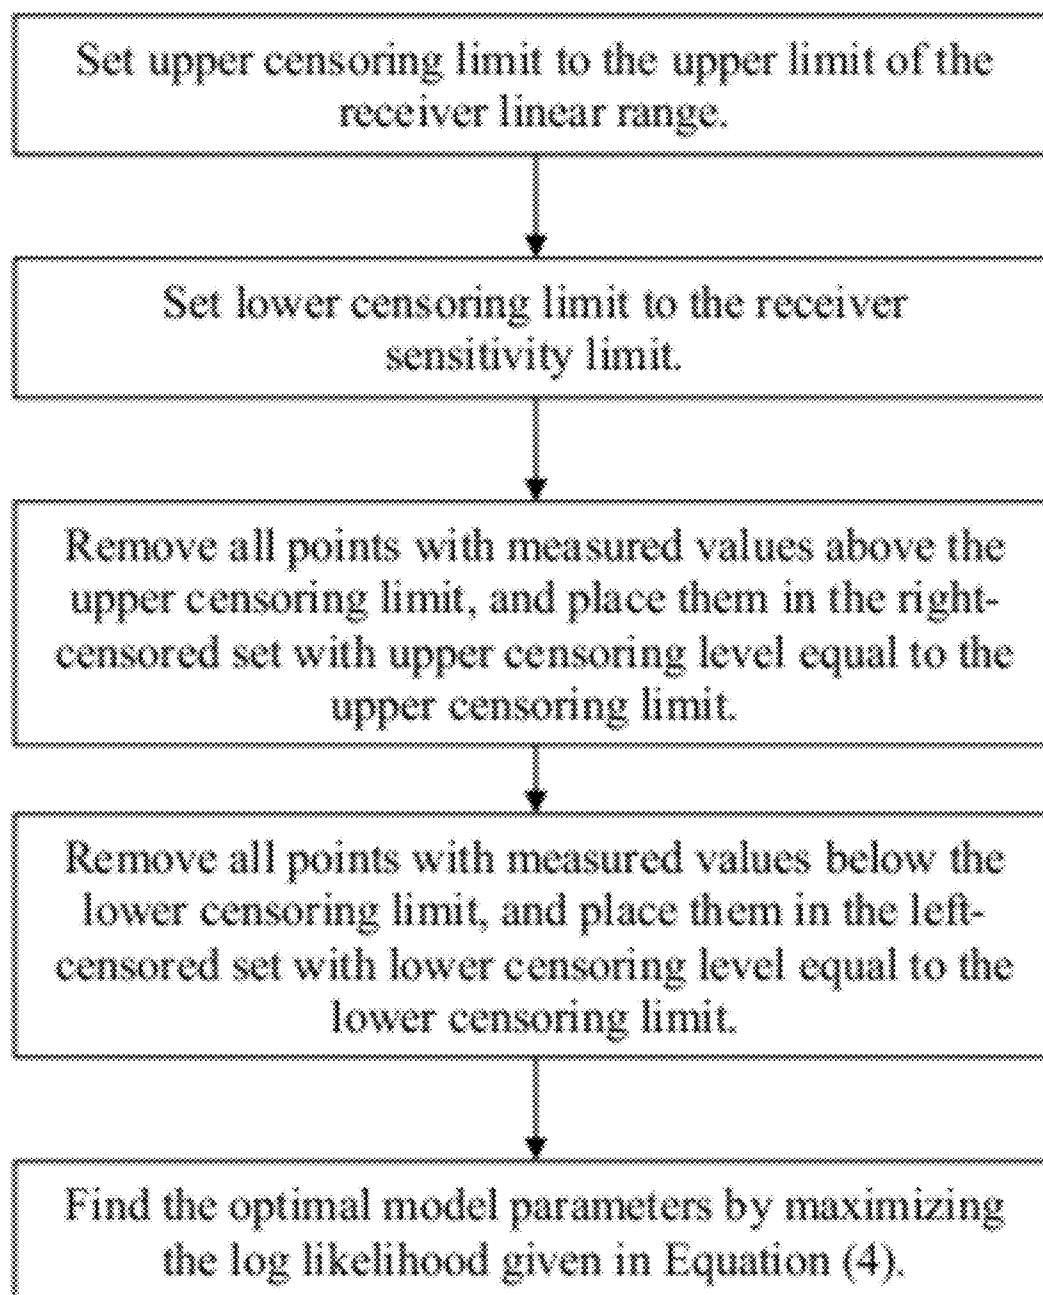 Set upper censoring limit to the upper limit of the
receiver linear range.
Set lower censoring limit to the receiver
sensitivity limit.
Remove all points with measured values above the
upper censoring limit, and place them in the right-
censored set with upper censoring level equal to the
upper censoring limit.
Remove all points with measured values below the
lower censoring limit, and place them in the left-
censored set with lower censoring level equal to the
lower censoring limit.
Find the optimal model parameters by maximizing
the log likelihood given in Equation (4).